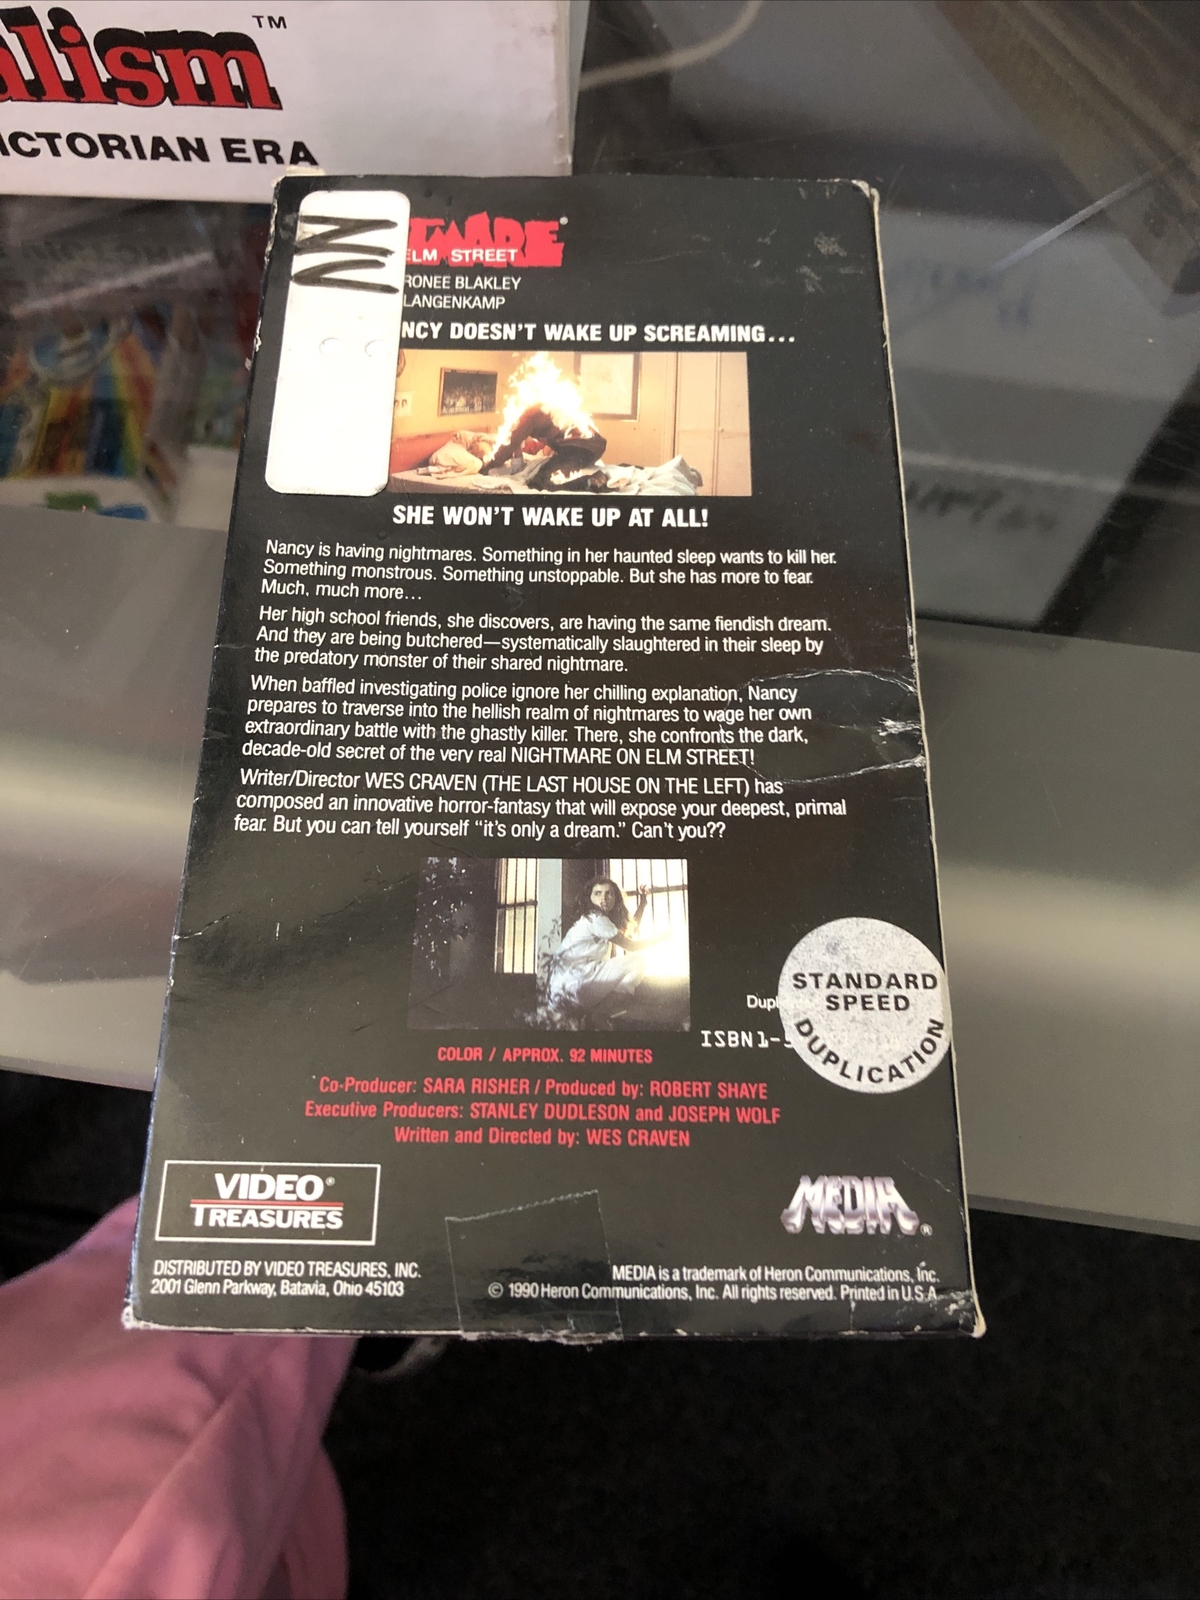 lism™
ICTORIAN ERA
NN
TMARE®
ELM STREET
RONEE BLAKLEY
LANGENKAMP
NCY DOESN'T WAKE UP SCREAMING...
SHE WON'T WAKE UP AT ALL!
Nancy is having nightmares. Something in her haunted sleep wants to kill her.
Something monstrous. Something unstoppable. But she has more to fear.
Much, much more...
Her high school friends, she discovers, are having the same fiendish dream.
And they are being butchered—systematically slaughtered in their sleep by
the predatory monster of their shared nightmare.
When baffled investigating police ignore her chilling explanation, Nancy
prepares to traverse into the hellish realm of nightmares to wage her own
extraordinary battle with the ghastly killer. There, she confronts the dark,
decade-old secret of the very real NIGHTMARE ON ELM STREET!
Writer/Director WES CRAVEN (THE LAST HOUSE ON THE LEFT) has
composed an innovative horror-fantasy that will expose your deepest, primal
fear. But you can tell yourself "it's only a dream." Can't you??
Dupl
ISBN 1-
STANDARD
SPEED
DUPLICATION
COLOR / APPROX. 92 MINUTES
Co-Producer: SARA RISHER / Produced by: ROBERT SHAYE
Executive Producers: STANLEY DUDLESON and JOSEPH WOLF
Written and Directed by: WES CRAVEN
VIDEO®
TREASURES
MEDIA®
DISTRIBUTED BY VIDEO TREASURES, INC.
2001 Glenn Parkway, Batavia, Ohio 45103
MEDIA is a trademark of Heron Communications, Inc.
© 1990 Heron Communications, Inc. All rights reserved. Printed in U.S.A.